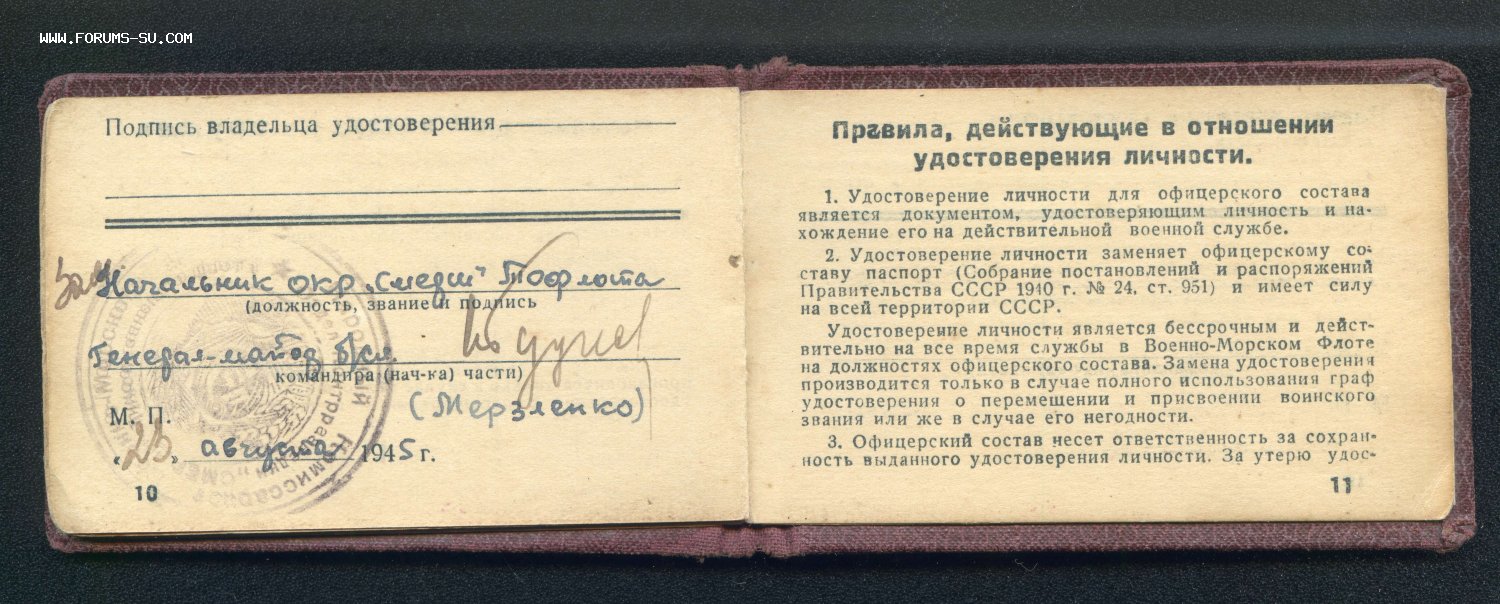 WWW.FORUMS-SU.COM
Подпись владельца удостоверения
Зам Начальник окр „Смерш" Тофлота
(должность, звание и подпись
Генерал-майор б/сл.
командира (нач-ка) части)
М. П.
(Мерзленко)
„23" августа 1945 г.
10
Правила, действующие в отношении
удостоверения личности.
1. Удостоверение личности для офицерского состава
является документом, удостоверяющим личность и на-
хождение его на действительной военной службе.
2. Удостоверение личности заменяет офицерскому со-
ставу паспорт (Собрание постановлений и распоряжений
Правительства СССР 1940 г. № 24, ст. 951) и имеет силу
на всей территории СССР.
Удостоверение личности является бессрочным и дейст-
вительно на все время службы в Военно-Морском Флоте
на должностях офицерского состава. Замена удостоверения
производится только в случае полного использования граф
удостоверения о перемещении и присвоении воинского
звания или же в случае его негодности.
3. Офицерский состав несет ответственность за сохран-
ность выданного удостоверения личности. За утерю удос-
11